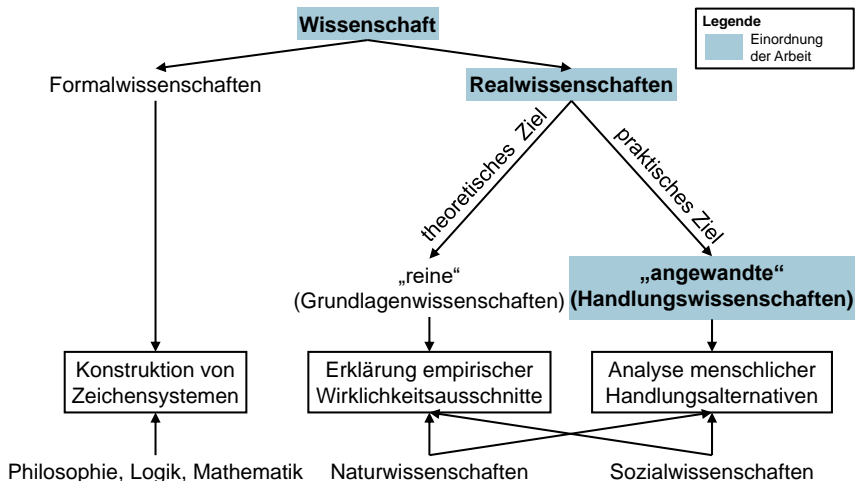 Wissenschaft
Legende
Einordnung
der Arbeit
Formalwissenschaften
Realwissenschaften
theoretisches Ziel
praktisches Ziel
„reine“
(Grundlagenwissenschaften)
„angewandte“
(Handlungswissenschaften)
Konstruktion von
Zeichensystemen
Erklärung empirischer
Wirklichkeitsausschnitte
Analyse menschlicher
Handlungsalternativen
Philosophie, Logik, Mathematik
Naturwissenschaften
Sozialwissenschaften